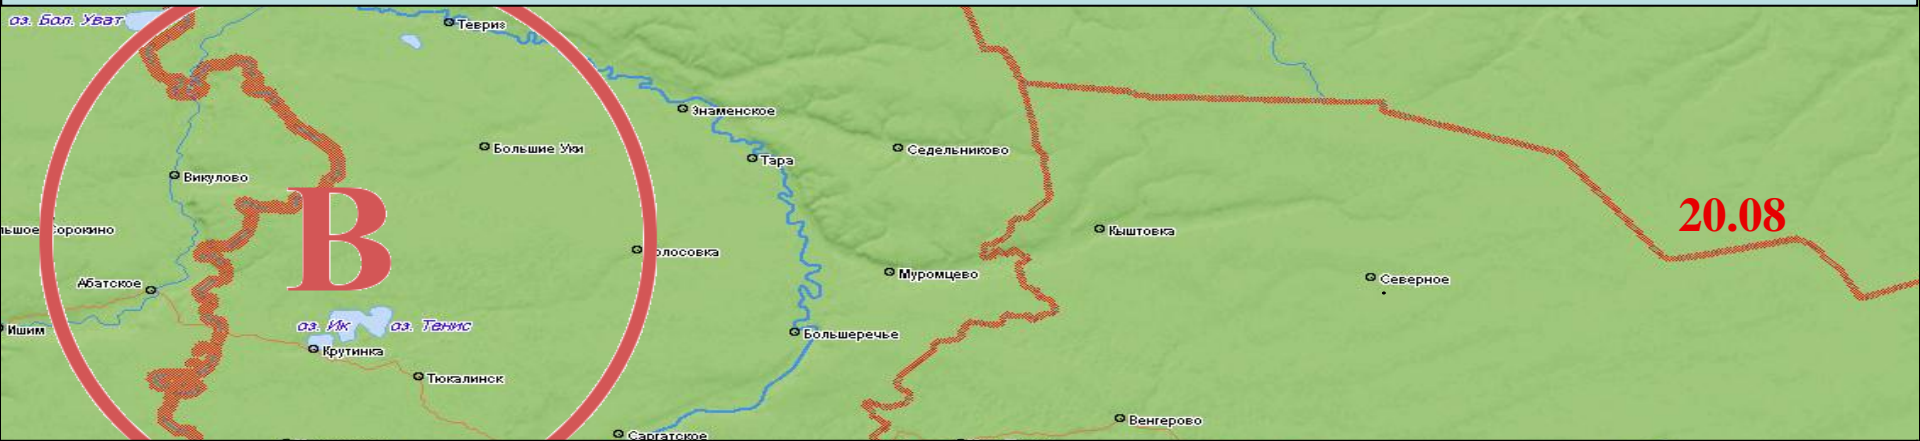 оз. Бол. Уват
Тевриз
Знаменское
Большие Уки
Тара
Седельниково
Викулово
В
20.08
Сорокино
Кыштовка
Муромцево
Северное
Абатское
оз. Ик
оз. Тенис
Ишим
Большеречье
Крутинка
Тюкалинск
Венгерово
Саргатское